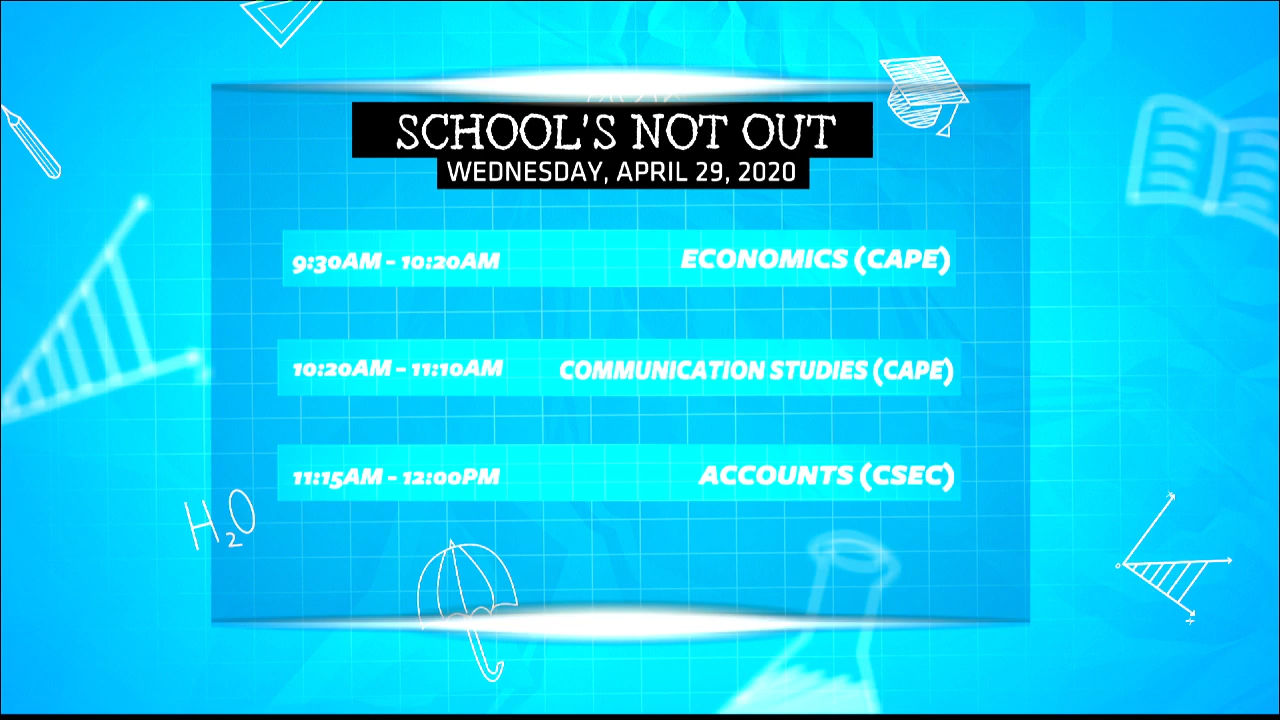 SCHOOL'S NOT OUT
WEDNESDAY, APRIL 29, 2020
9:30AM - 10:20AM ECONOMICS (CAPE)
10:20AM - 11:10AM COMMUNICATION STUDIES (CAPE)
11:15AM - 12:00PM ACCOUNTS (CSEC)
H₂O